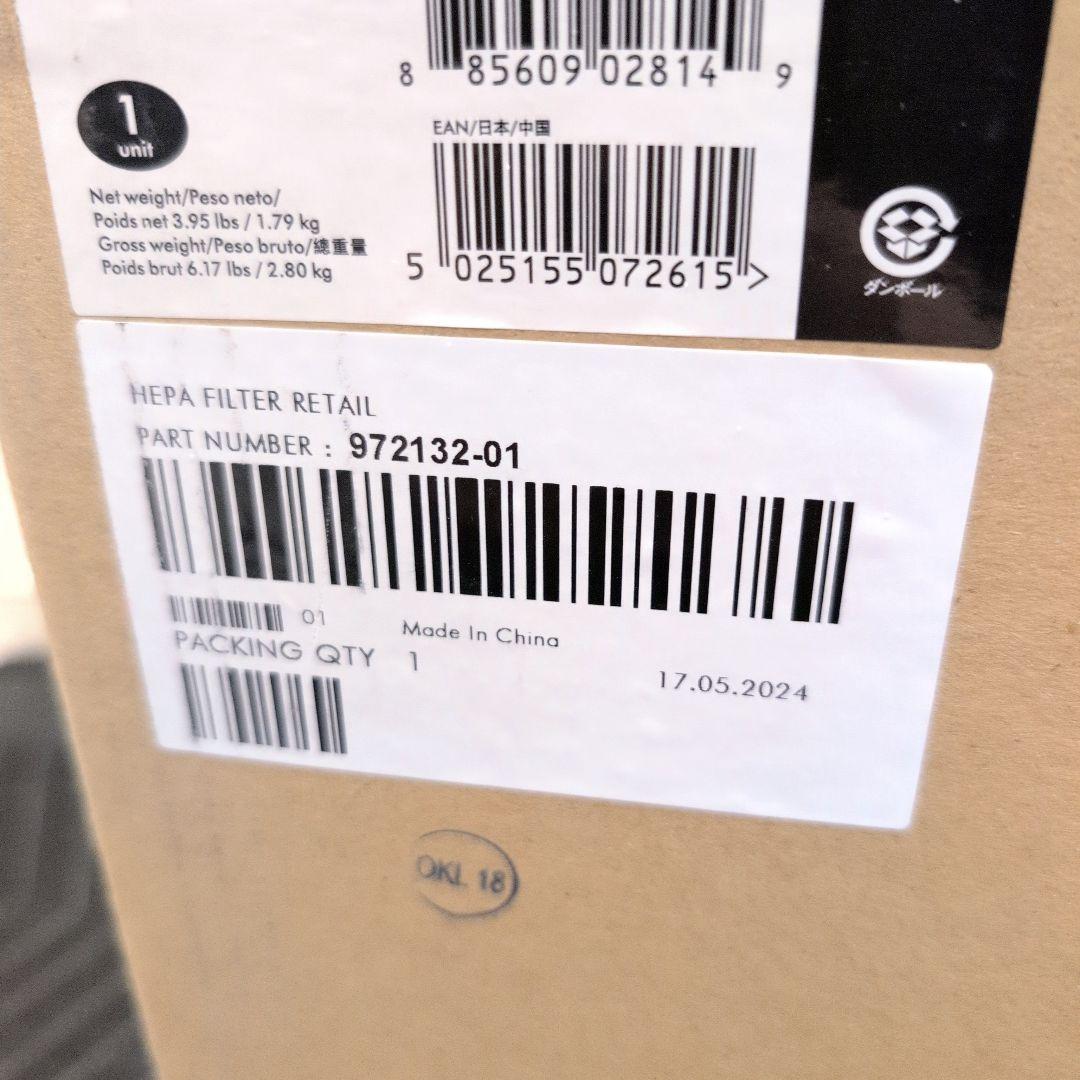 8 85609 02814 9
1
unit
EAN/日本/中国
Net weight/Peso neto/
Poids net 3.95 lbs / 1.79 kg
Gross weight/Peso bruto/總重量
Poids brut 6.17 lbs / 2.80 kg
5 025155 072615 >
ダンボール
HEPA FILTER RETAIL
PART NUMBER : 972132-01
01
Made In China
PACKING QTY 1
17.05.2024
OKL 18